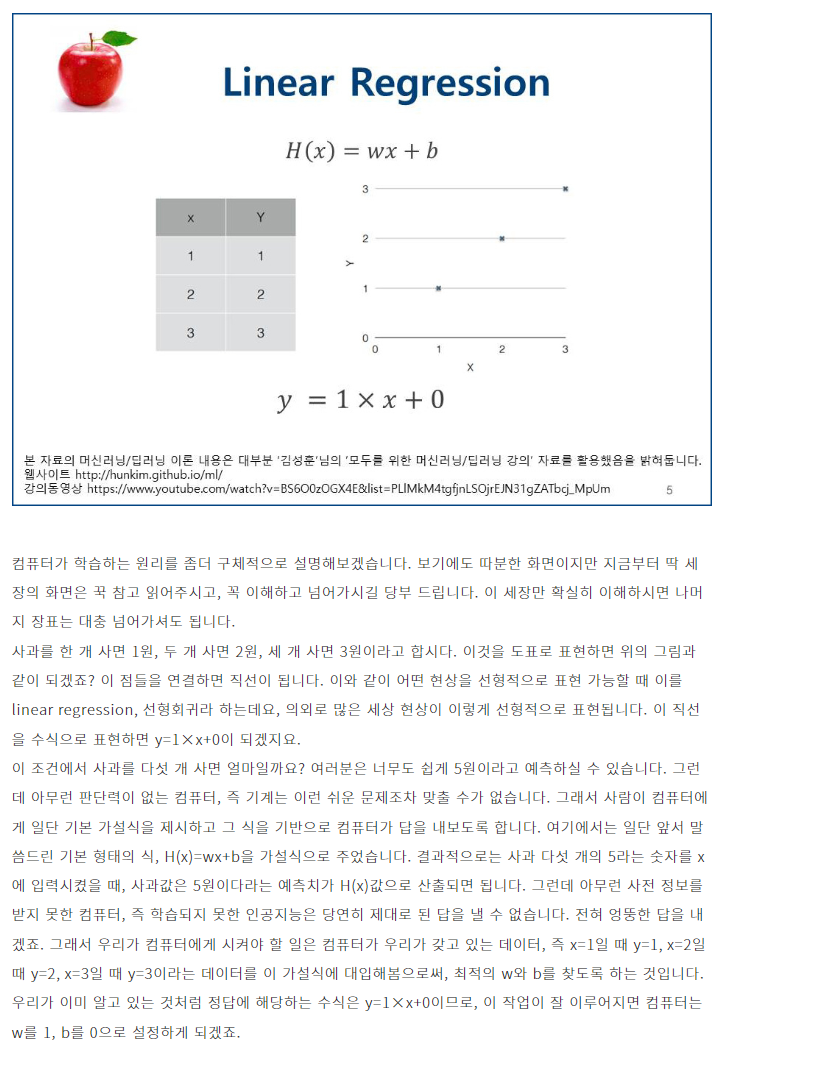 Linear Regression
H(x) = wx + b
x Y
1 1
2 2
3 3
3
2
Y
1
0
0 1 2 3
X
y = 1 × x + 0
본 자료의 머신러닝/딥러닝 이론 내용은 대부분 '김성훈'님의 '모두를 위한 머신러닝/딥러닝 강의' 자료를 활용했음을 밝혀둡니다.
웹사이트 http://hunkim.github.io/ml/
강의동영상 https://www.youtube.com/watch?v=BS6O0zOGX4E&list=PLlMkM4tgfjnLSOjrEJN31gZATbcj_MpUm
5
컴퓨터가 학습하는 원리를 좀더 구체적으로 설명해보겠습니다. 보기에도 따분한 화면이지만 지금부터 딱 세
장의 화면은 꾹 참고 읽어주시고, 꼭 이해하고 넘어가시길 당부 드립니다. 이 세장만 확실히 이해하시면 나머
지 장표는 대충 넘어가셔도 됩니다.
사과를 한 개 사면 1원, 두 개 사면 2원, 세 개 사면 3원이라고 합시다. 이것을 도표로 표현하면 위의 그림과
같이 되겠죠? 이 점들을 연결하면 직선이 됩니다. 이와 같이 어떤 현상을 선형적으로 표현 가능할 때 이를
linear regression, 선형회귀라 하는데요, 의외로 많은 세상 현상이 이렇게 선형적으로 표현됩니다. 이 직선
을 수식으로 표현하면 y=1×x+0이 되겠지요.
이 조건에서 사과를 다섯 개 사면 얼마일까요? 여러분은 너무도 쉽게 5원이라고 예측하실 수 있습니다. 그런
데 아무런 판단력이 없는 컴퓨터, 즉 기계는 이런 쉬운 문제조차 맞출 수가 없습니다. 그래서 사람이 컴퓨터에
게 일단 기본 가설식을 제시하고 그 식을 기반으로 컴퓨터가 답을 내보도록 합니다. 여기에서는 일단 앞서 말
씀드린 기본 형태의 식, H(x)=wx+b을 가설식으로 주었습니다. 결과적으로는 사과 다섯 개의 5라는 숫자를 x
에 입력시켰을 때, 사과값은 5원이다라는 예측치가 H(x)값으로 산출되면 됩니다. 그런데 아무런 사전 정보를
받지 못한 컴퓨터, 즉 학습되지 못한 인공지능은 당연히 제대로 된 답을 낼 수 없습니다. 전혀 엉뚱한 답을 내
겠죠. 그래서 우리가 컴퓨터에게 시켜야 할 일은 컴퓨터가 우리가 갖고 있는 데이터, 즉 x=1일 때 y=1, x=2일
때 y=2, x=3일 때 y=3이라는 데이터를 이 가설식에 대입해봄으로써, 최적의 w와 b를 찾도록 하는 것입니다.
우리가 이미 알고 있는 것처럼 정답에 해당하는 수식은 y=1×x+0이므로, 이 작업이 잘 이루어지면 컴퓨터는
w를 1, b를 0으로 설정하게 되겠죠.